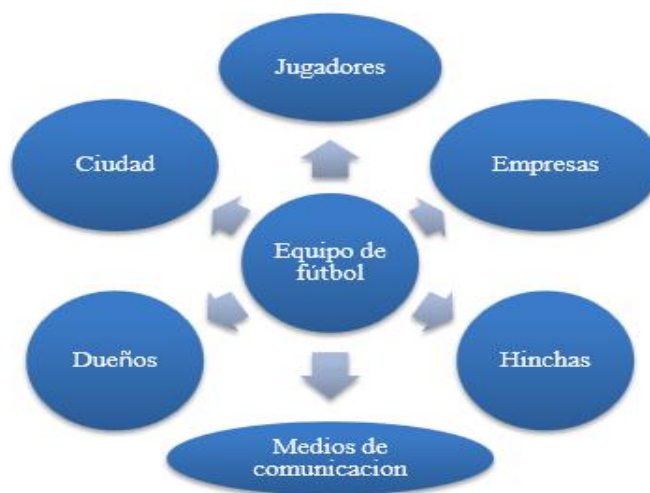 Jugadores
Ciudad
Empresas
Equipo de
fútbol
Dueños
Hinchas
Medios de
comunicacion